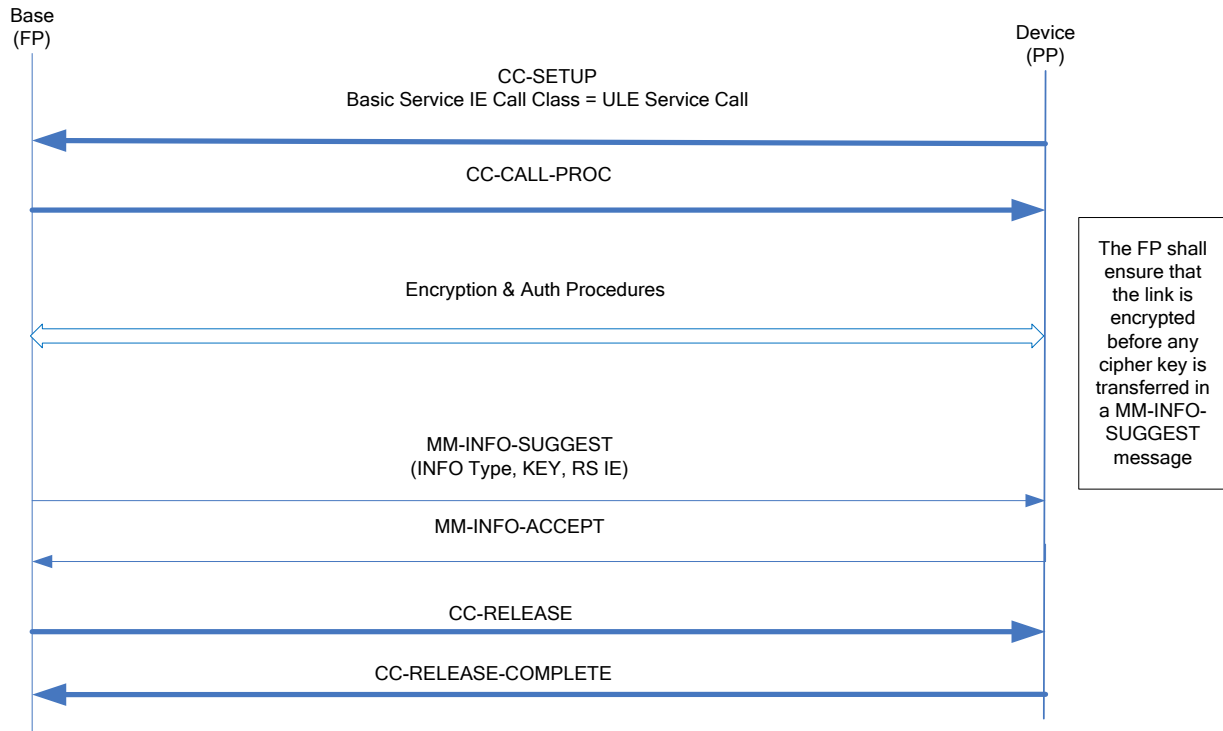 Base
(FP)
Device
(PP)
CC-SETUP
Basic Service IE Call Class = ULE Service Call
CC-CALL-PROC
The FP shall
ensure that
the link is
encrypted
before any
cipher key is
transferred in
a MM-INFO-
SUGGEST
message
Encryption & Auth Procedures
MM-INFO-SUGGEST
(INFO Type, KEY, RS IE)
MM-INFO-ACCEPT
CC-RELEASE
CC-RELEASE-COMPLETE